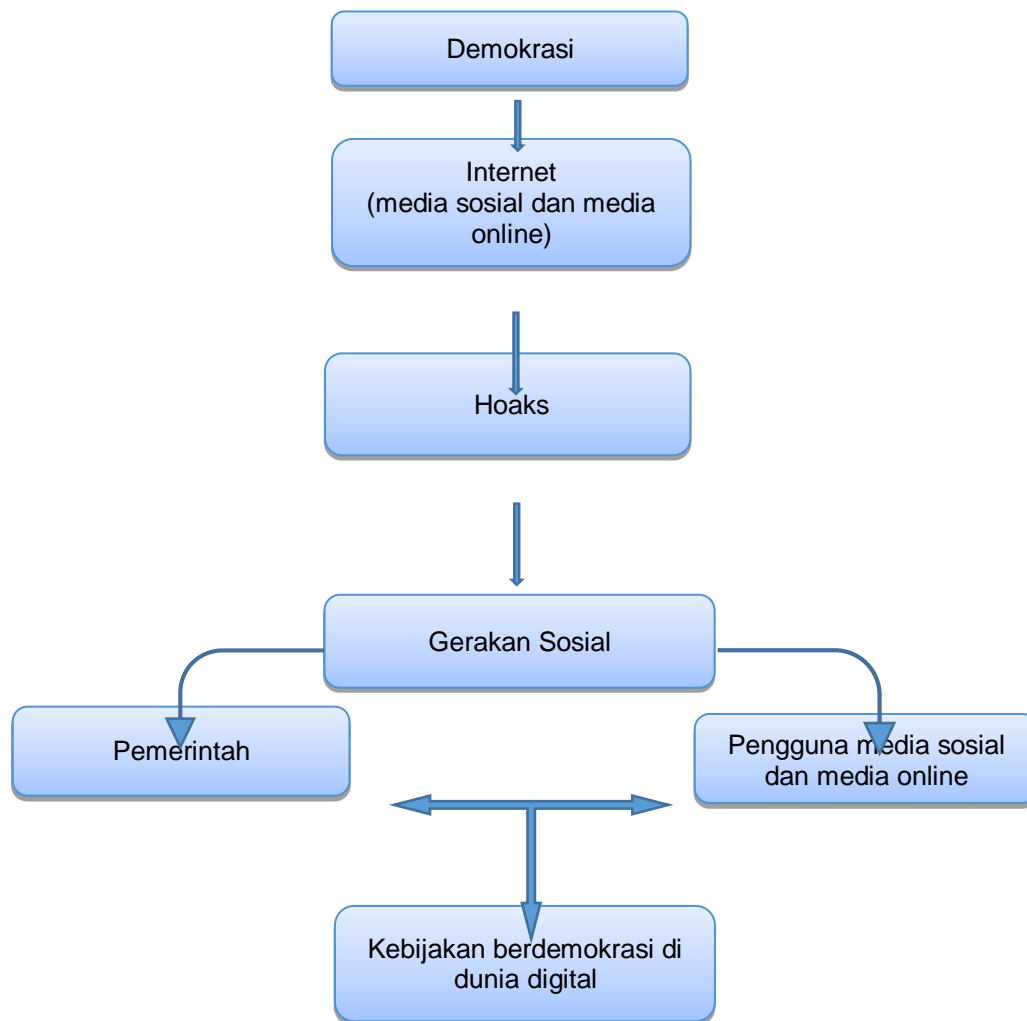 Demokrasi
Internet
(media sosial dan media
online)
Hoaks
Gerakan Sosial
Pemerintah
Pengguna media sosial
dan media online
Kebijakan berdemokrasi di
dunia digital